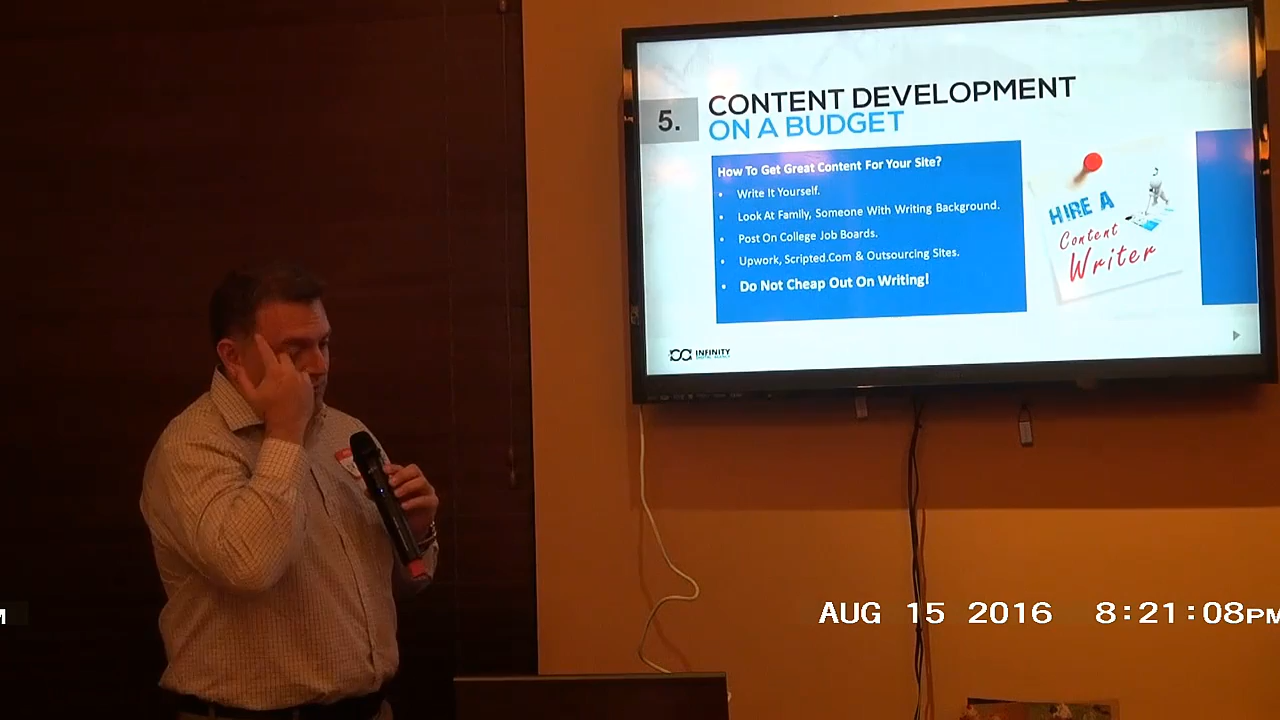 5.
CONTENT DEVELOPMENT
ON A BUDGET
How To Get Great Content For Your Site?
• Write It Yourself.
• Look At Family, Someone With Writing Background.
• Post On College Job Boards.
• Upwork, Scripted.Com & Outsourcing Sites.
• Do Not Cheap Out On Writing!
HIRE A
Content
Writer
INFINITY
M
AUG 15 2016 8:21:08PM